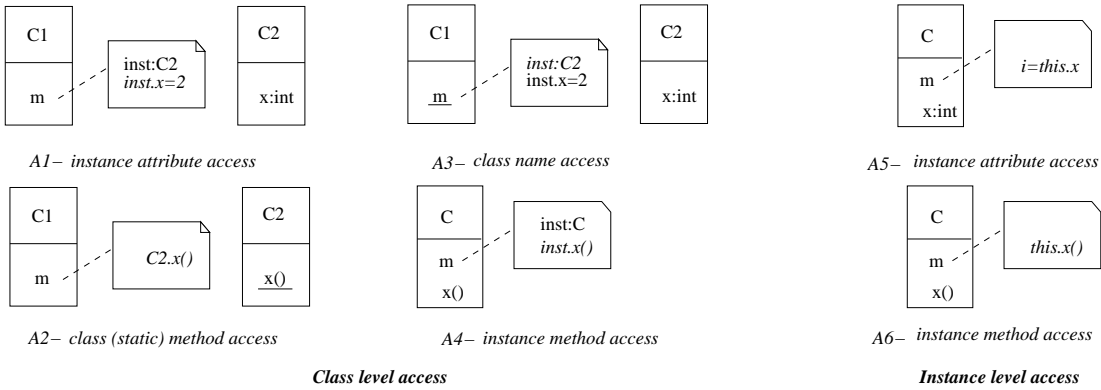 C1
inst:C2
inst.x=2
m
C2
x:int
A1– instance attribute access
C1
inst:C2
inst.x=2
m
C2
x:int
A3– class name access
C
m
x:int
i=this.x
A5– instance attribute access
C1
C2.x()
m
C2
x()
A2– class (static) method access
C
inst:C
inst.x()
m
x()
A4– instance method access
C
this.x()
m
x()
A6– instance method access
Class level access
Instance level access